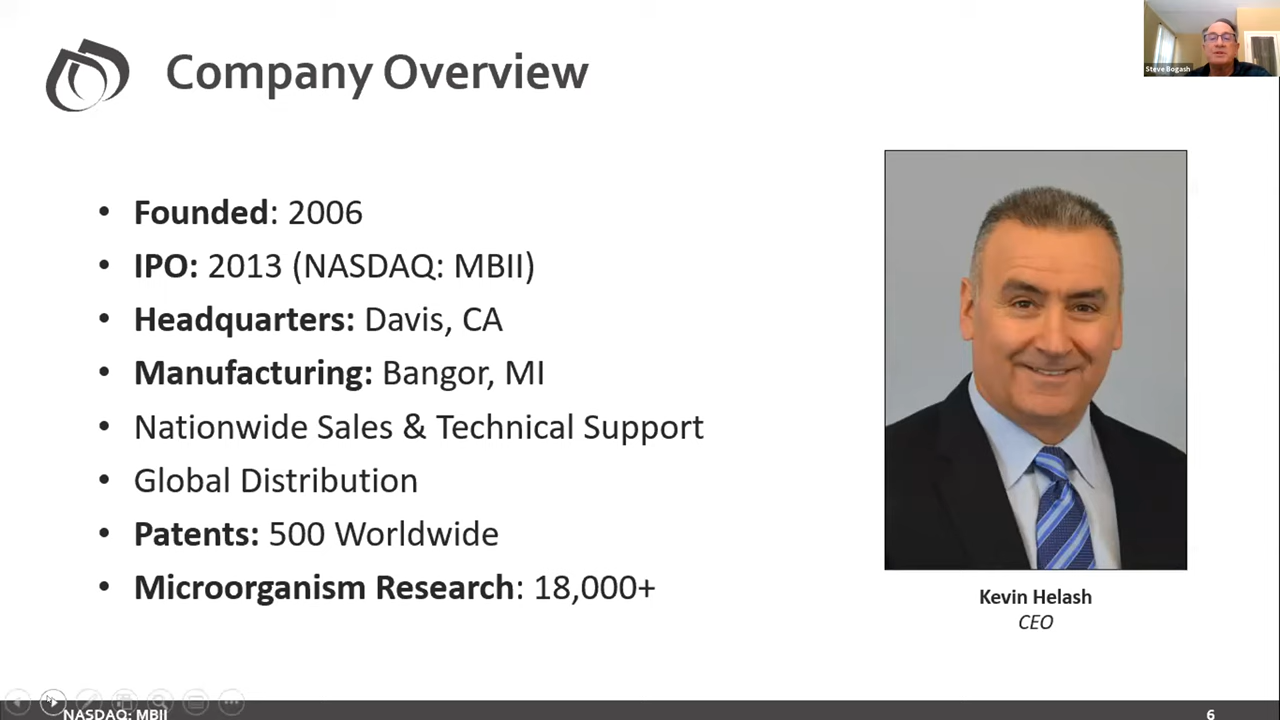 Company Overview
Steve Bogash
• Founded: 2006
• IPO: 2013 (NASDAQ: MBII)
• Headquarters: Davis, CA
• Manufacturing: Bangor, MI
• Nationwide Sales & Technical Support
• Global Distribution
• Patents: 500 Worldwide
• Microorganism Research: 18,000+
Kevin Helash
CEO
NASDAQ: MBII
6